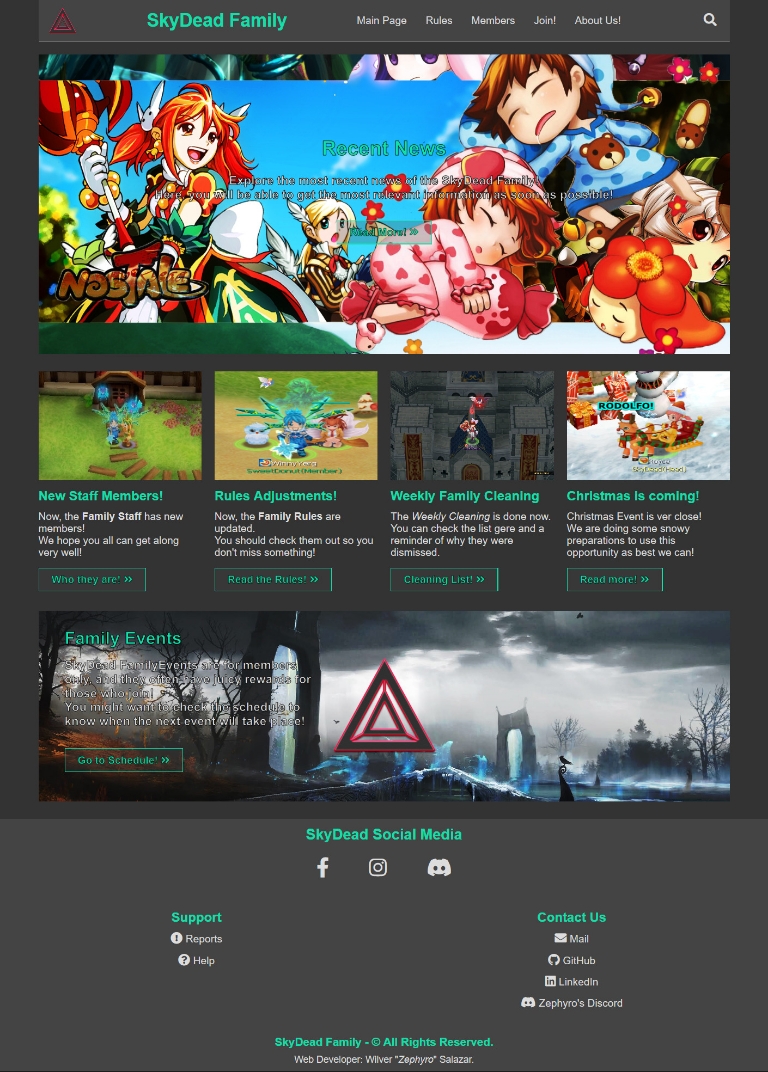 SkyDead Family
Main Page
Rules
Members
Join!
About Us!
Recent News
Explore the most recent news of the SkyDead Family!
Here, you will be able to get the most relevant information as soon as possible!
Read More! »
NosTale
RODOLFO!
SweetDonut(Member)
SkyDead(Head)
New Staff Members!
Now, the Family Staff has new
members!
We hope you all can get along
very well!
Who they are! »
Rules Adjustments!
Now, the Family Rules are
updated.
You should check them out so you
don't miss something!
Read the Rules! »
Weekly Family Cleaning
The Weekly Cleaning is done now.
You can check the list gere and a
reminder of why they were
dismissed.
Cleaning List! »
Christmas is coming!
Christmas Event is ver close!
We are doing some snowy
preparations to use this
opportunity as best we can!
Read more! »
Family Events
SkyDead FamilyEvents are for members
only, and they often have juicy rewards for
those who join!
You might want to check the schedule to
know when the next event will take place!
Go to Schedule! »
SkyDead Social Media
Support
Reports
Help
Contact Us
Mail
GitHub
LinkedIn
Zephyro's Discord
SkyDead Family - © All Rights Reserved.
Web Developer: Wilver "Zephyro" Salazar.